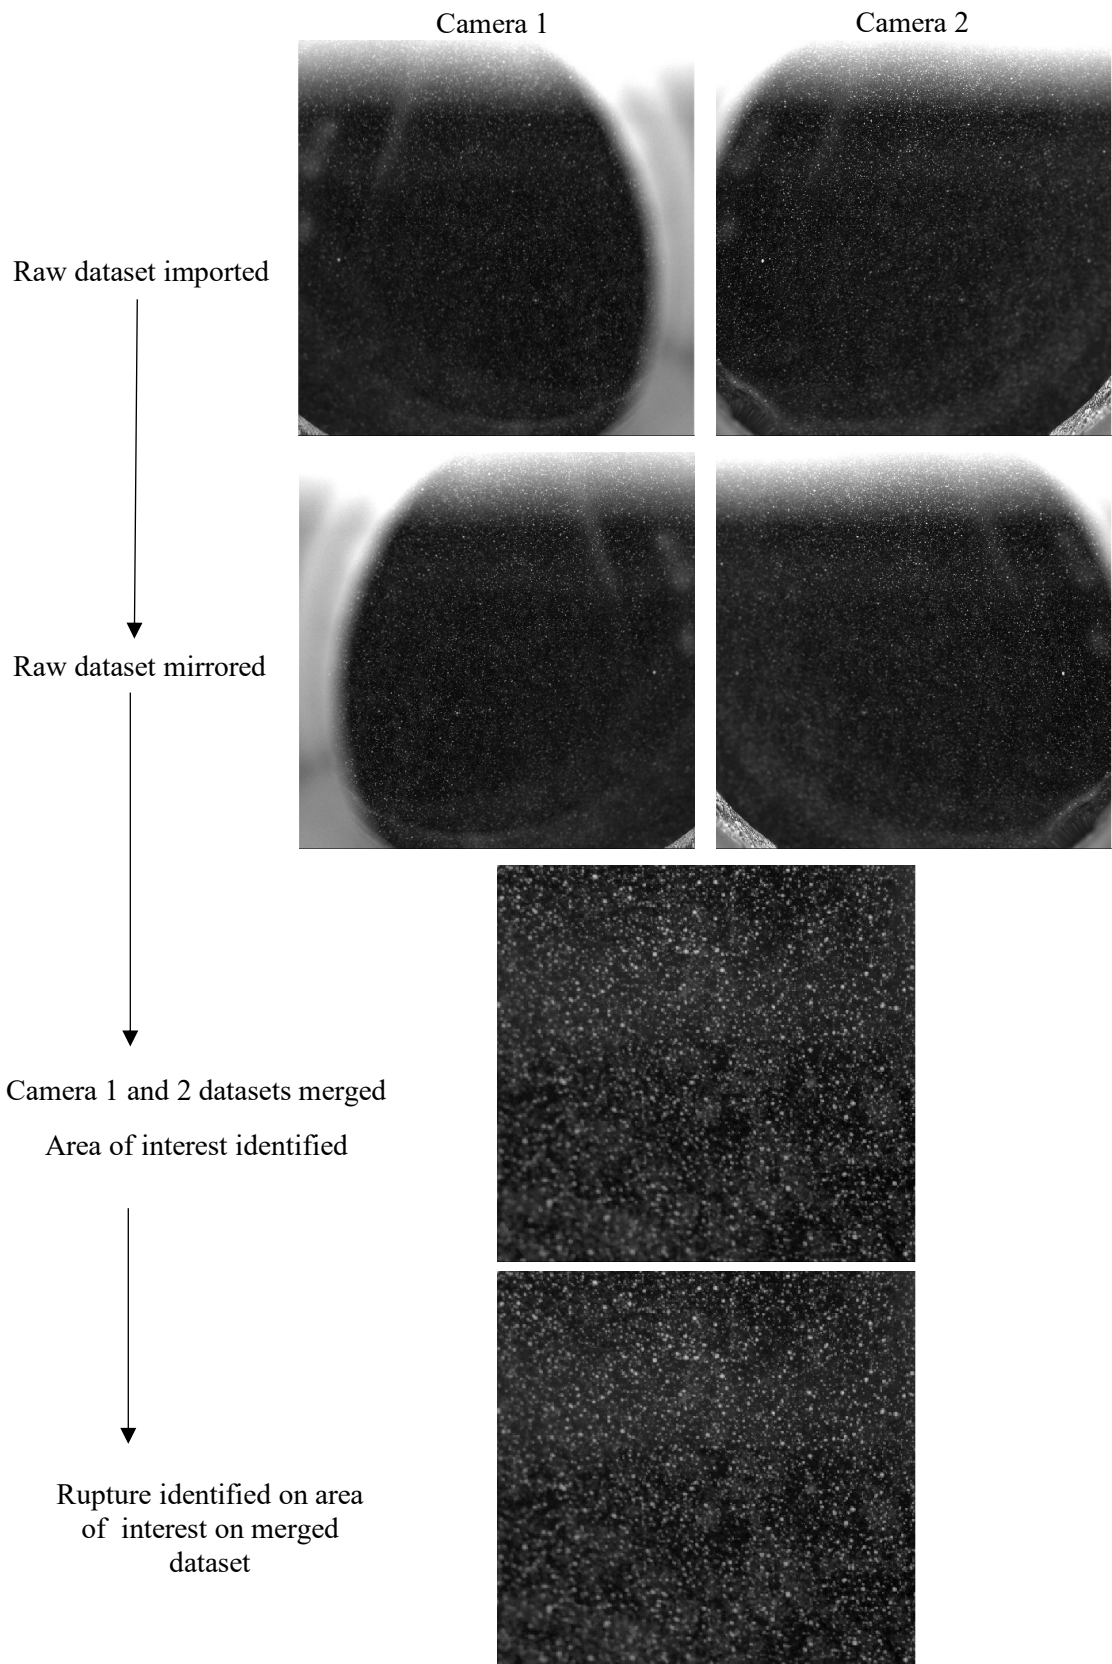 Camera 1
Camera 2
Raw dataset imported
Raw dataset mirrored
Camera 1 and 2 datasets merged
Area of interest identified
Rupture identified on area
of interest on merged
dataset